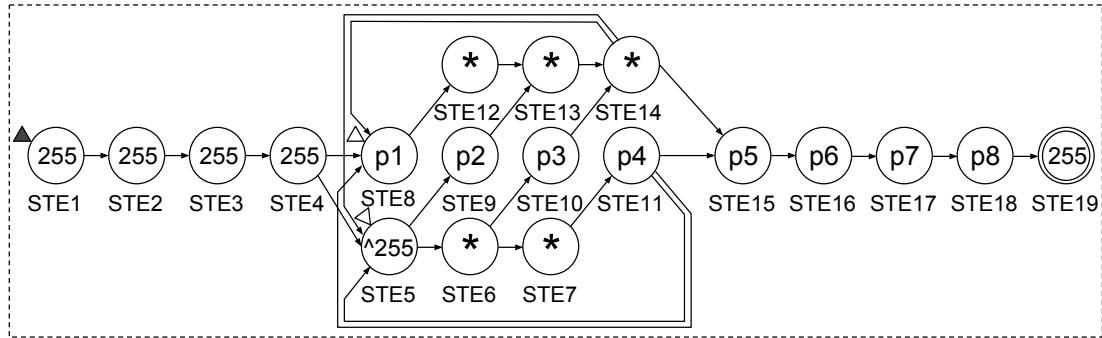 * * *
STE12 STE13 STE14
255 255 255 255 p1 p2 p3 p4 p5 p6 p7 p8 255
STE1 STE2 STE3 STE4 STE8 STE9 STE10 STE11 STE15 STE16 STE17 STE18 STE19
^255 * *
STE5 STE6 STE7